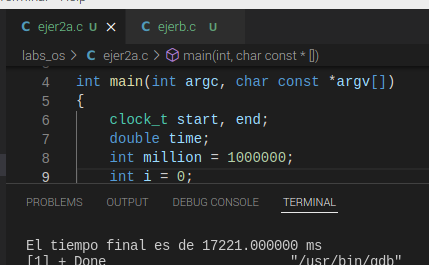 ejer2a.c U
ejerb.c U
labs_os > C ejer2a.c > main(int, char const * [])
4 int main(int argc, char const *argv[])
5 {
6 clock_t start, end;
7 double time;
8 int million = 1000000;
9 int i = 0;
PROBLEMS OUTPUT DEBUG CONSOLE TERMINAL
El tiempo final es de 17221.000000 ms
[1] + Done "/usr/bin/gdb"